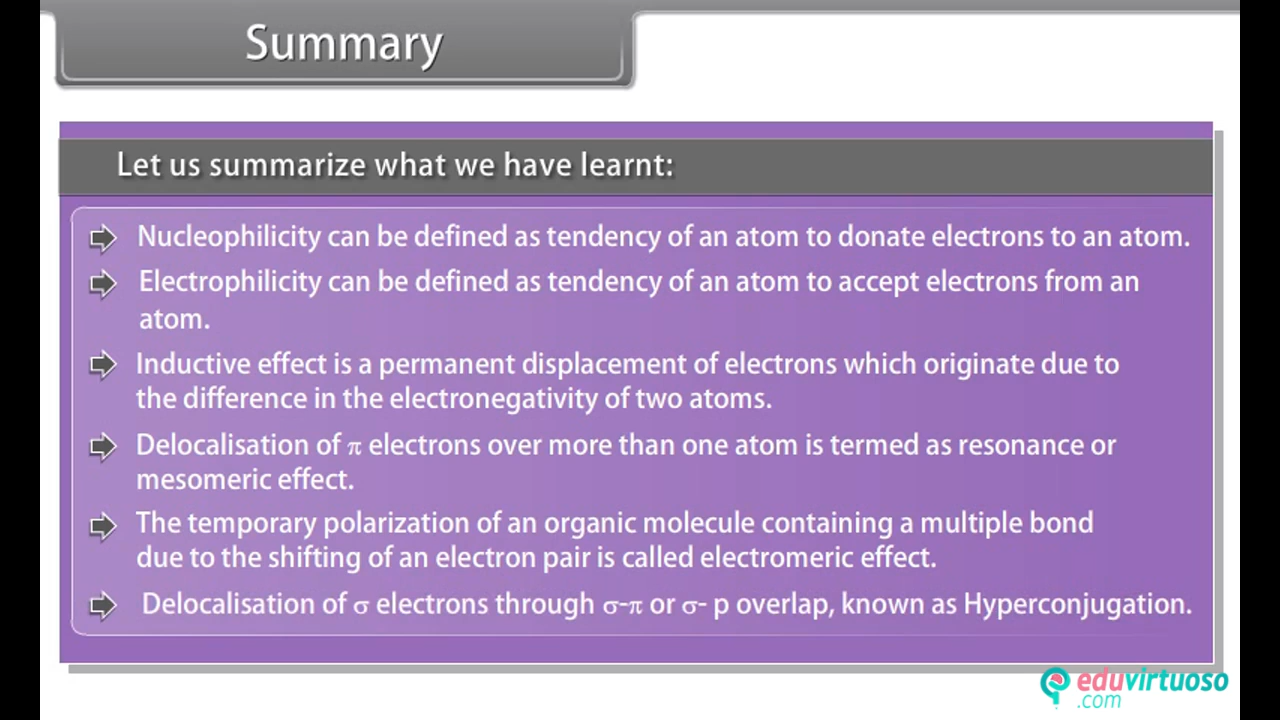 Summary
Let us summarize what we have learnt:
Nucleophilicity can be defined as tendency of an atom to donate electrons to an atom.
Electrophilicity can be defined as tendency of an atom to accept electrons from an
atom.
Inductive effect is a permanent displacement of electrons which originate due to
the difference in the electronegativity of two atoms.
Delocalisation of π electrons over more than one atom is termed as resonance or
mesomeric effect.
The temporary polarization of an organic molecule containing a multiple bond
due to the shifting of an electron pair is called electromeric effect.
Delocalisation of σ electrons through σ-π or σ- p overlap, known as Hyperconjugation.
eduvirtuoso
.com